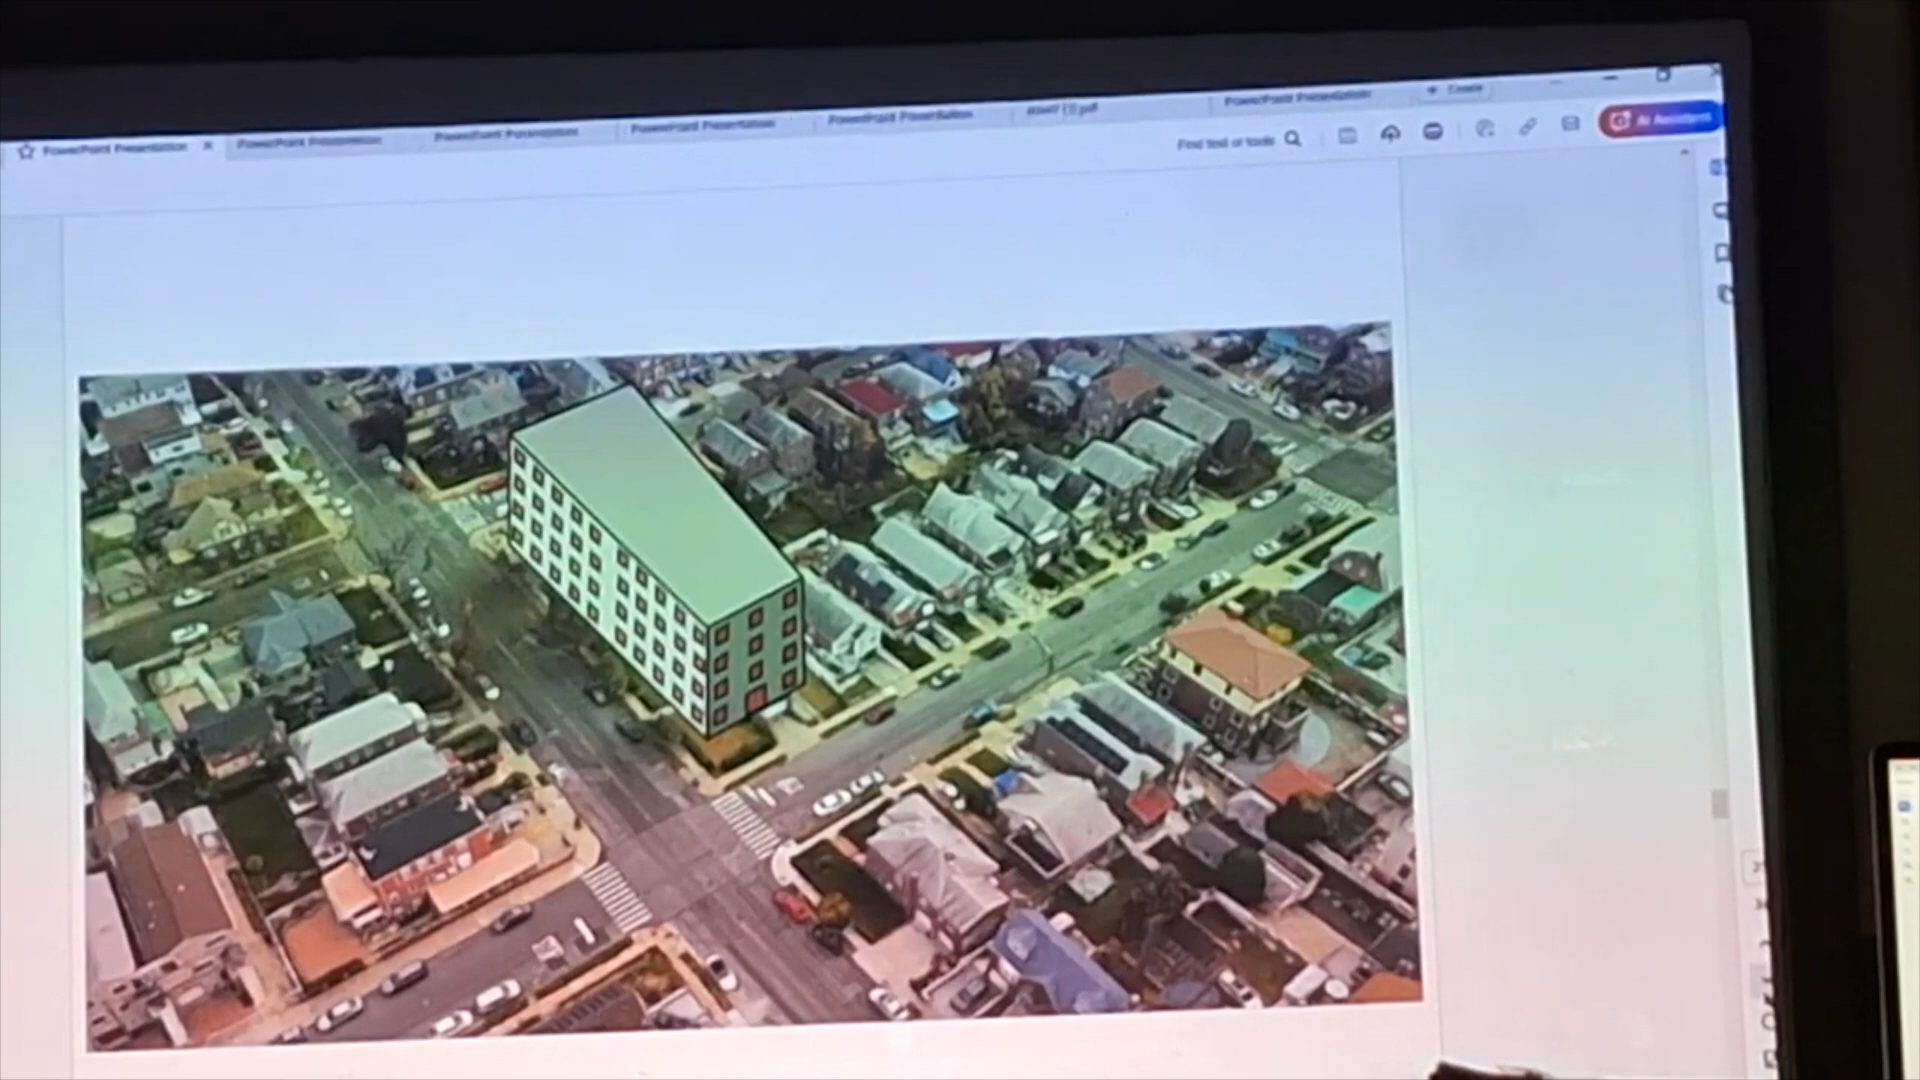 PowerPoint Presentation
PowerPoint Presentation
PowerPoint Presentation
PowerPoint Presentation
PowerPoint Presentation
PowerPoint Presentation
Create
Find text or tools
AI Assistant